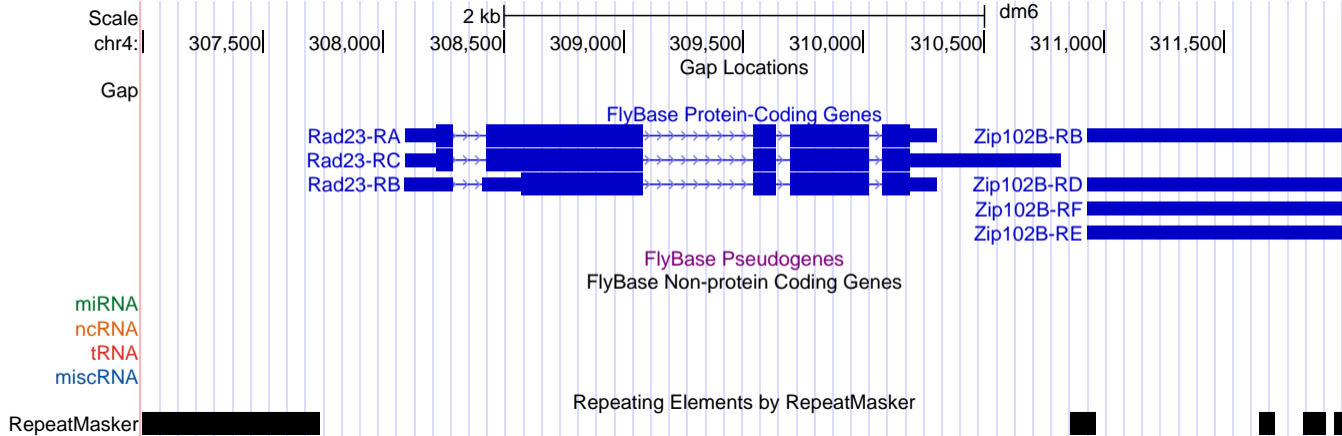 Scale 2 kb dm6
chr4: 307,500 308,000 308,500 309,000 309,500 310,000 310,500 311,000 311,500
Gap Locations
Gap
FlyBase Protein-Coding Genes
Rad23-RA Zip102B-RB
Rad23-RC
Rad23-RB Zip102B-RD
Zip102B-RF
Zip102B-RE
FlyBase Pseudogenes
FlyBase Non-protein Coding Genes
miRNA
ncRNA
tRNA
miscRNA
Repeating Elements by RepeatMasker
RepeatMasker